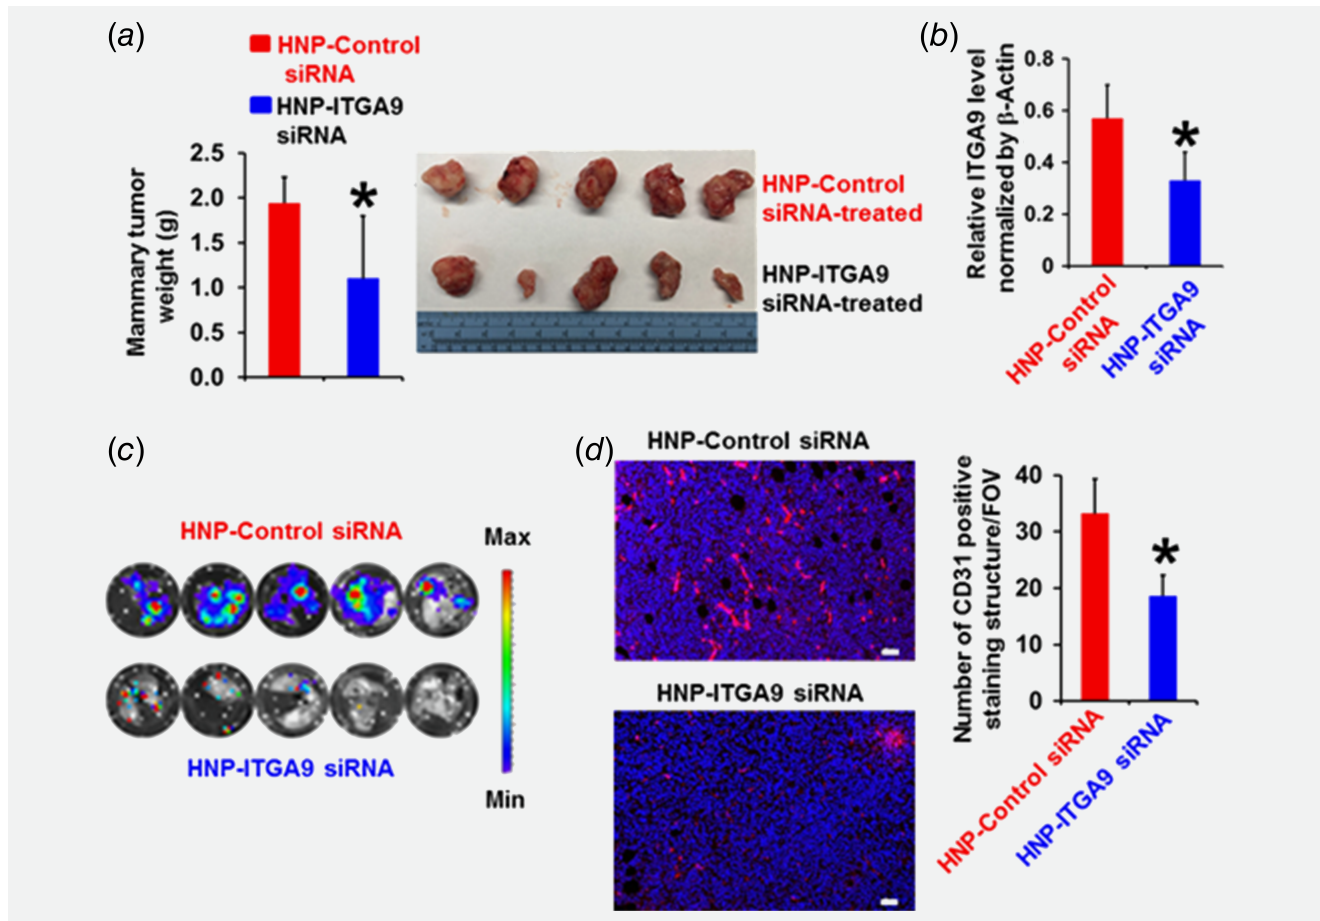 (a)
HNP-Control
siRNA
HNP-ITGA9
siRNA
Mammary tumor
weight (g)
2.5
2.0
1.5
1.0
0.5
0.0
*
HNP-Control
siRNA-treated
HNP-ITGA9
siRNA-treated
(b)
Relative ITGA9 level
normalized by β-Actin
0.8
0.6
0.4
0.2
0
*
HNP-Control
siRNA
HNP-ITGA9
siRNA
(c)
HNP-Control siRNA
HNP-ITGA9 siRNA
Max
Min
(d)
HNP-Control siRNA
HNP-ITGA9 siRNA
Number of CD31 positive
staining structure/FOV
40
30
20
10
0
*
HNP-Control siRNA
HNP-ITGA9 siRNA